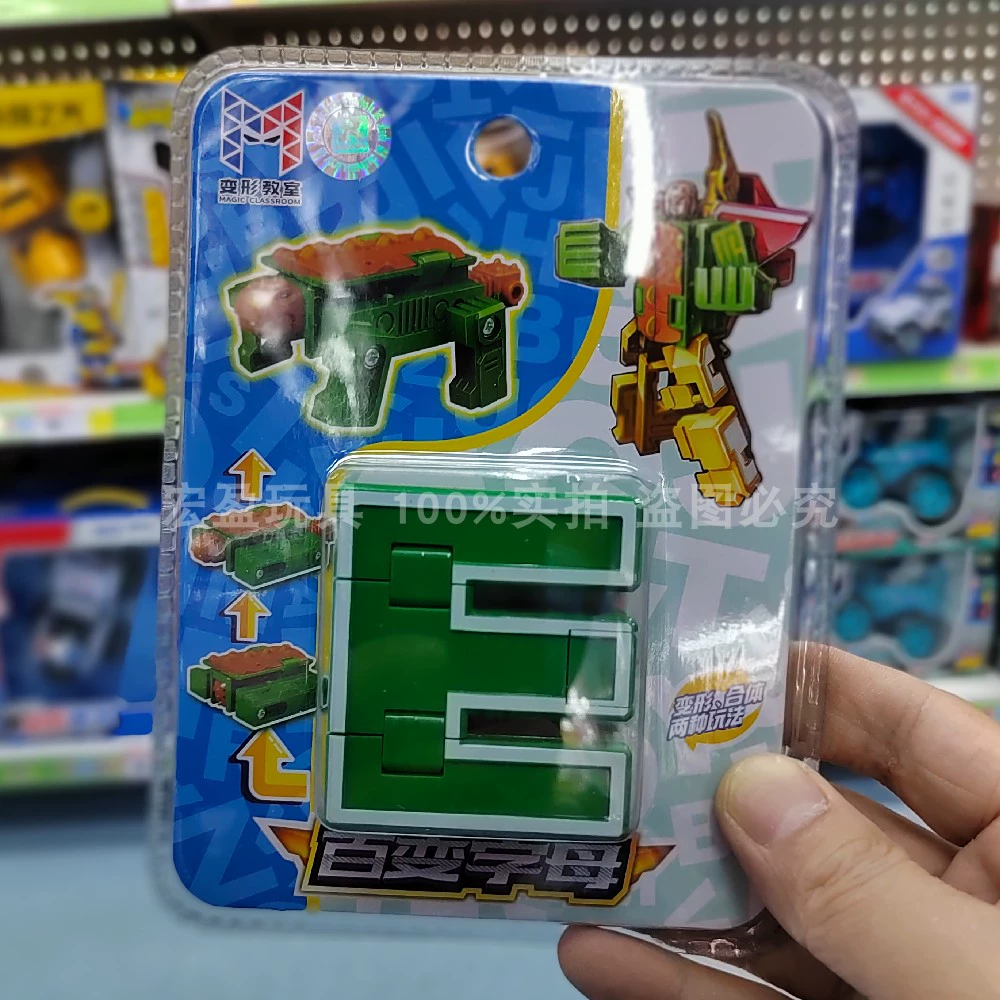 变形教室
MAGIC CLASSROOM
宏盈玩具 100%实拍 盗图必究
E
变形、合体
两种玩法
百变字母